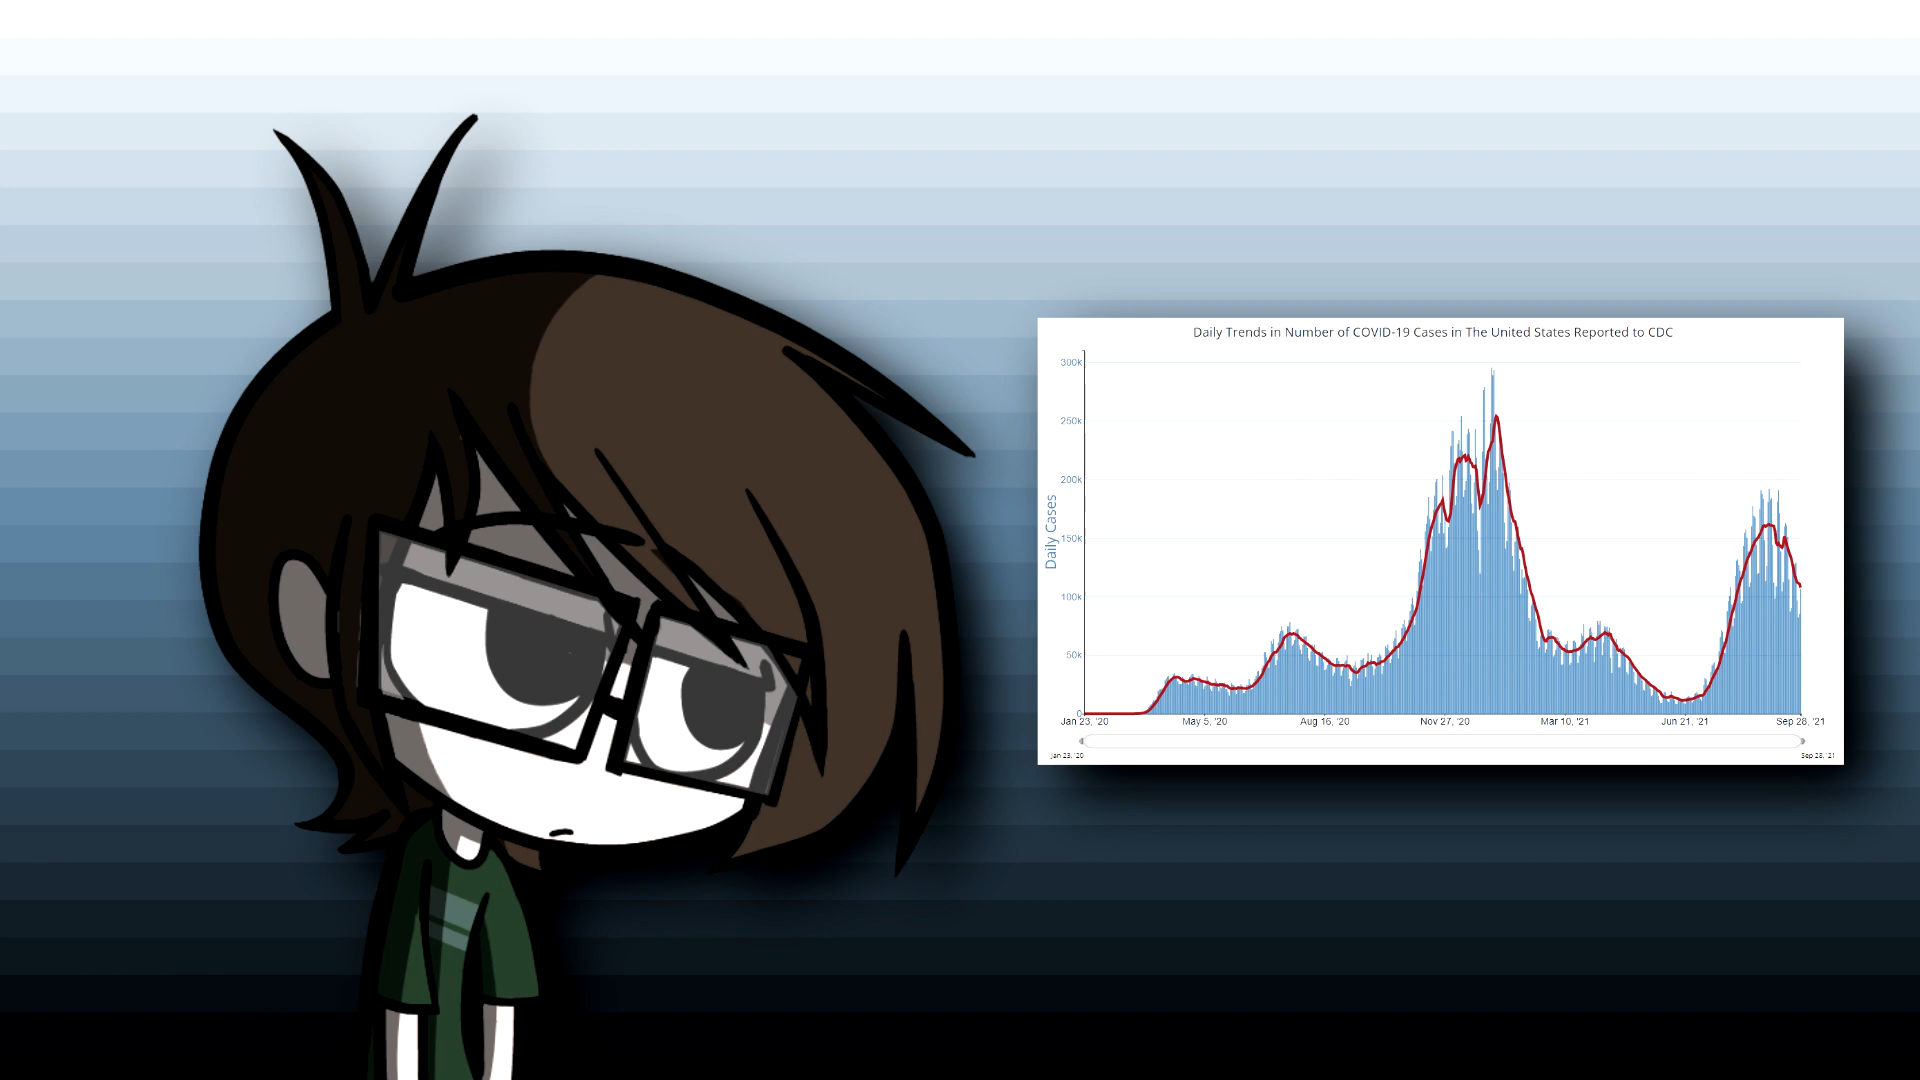 Daily Trends in Number of COVID-19 Cases in The United States Reported to CDC
Daily Cases
300k
250k
200k
150k
100k
50k
0
Jan 23, '20 May 5, '20 Aug 16, '20 Nov 27, '20 Mar 10, '21 Jun 21, '21 Sep 28, '21
Jan 23, '20 Sep 28, '21